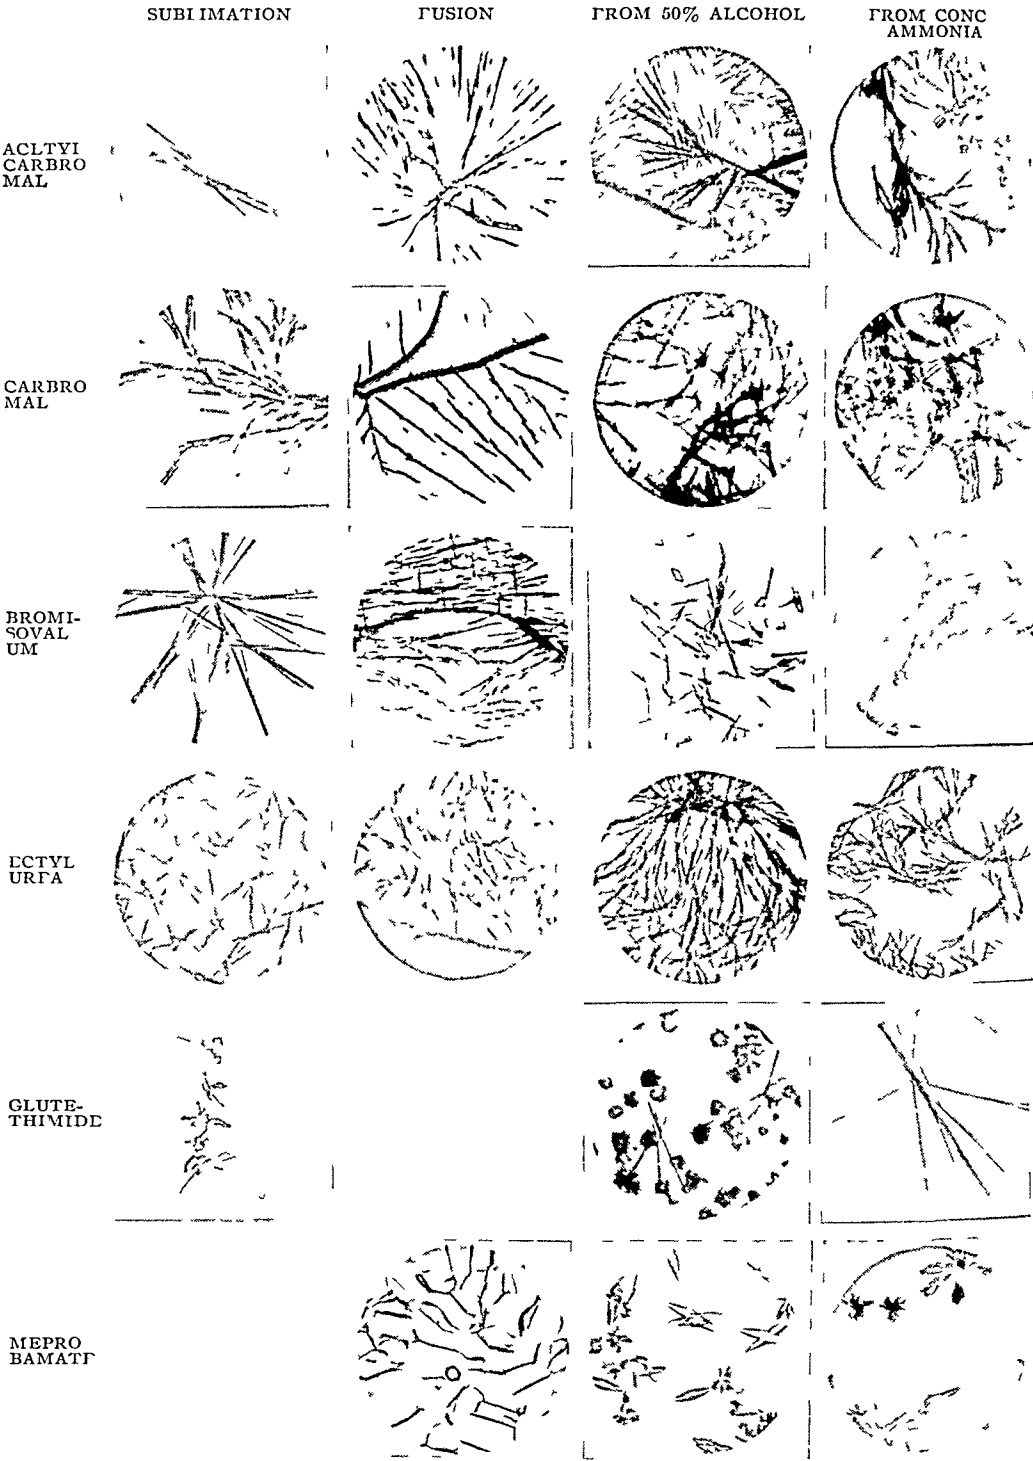 SUBLIMATION
FUSION
FROM 50% ALCOHOL
FROM CONC
AMMONIA
ACLTYI
CARBRO
MAL
CARBRO
MAL
BROMI-
SOVAL
UM
ECTYL
UREA
GLUTE-
THIMIDE
MEPRO
BAMATE